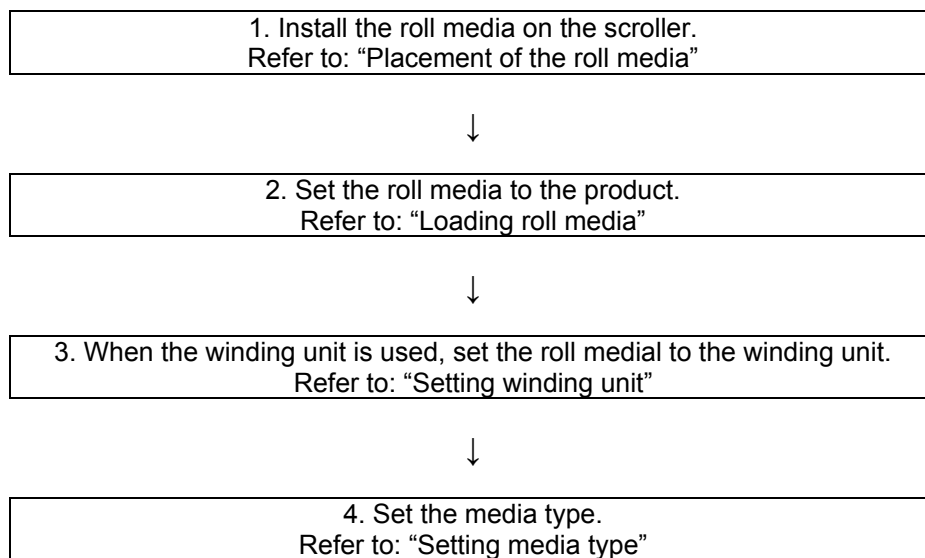 1. Install the roll media on the scroller.
Refer to: “Placement of the roll media”
↓
2. Set the roll media to the product.
Refer to: “Loading roll media”
↓
3. When the winding unit is used, set the roll medial to the winding unit.
Refer to: “Setting winding unit”
↓
4. Set the media type.
Refer to: “Setting media type”